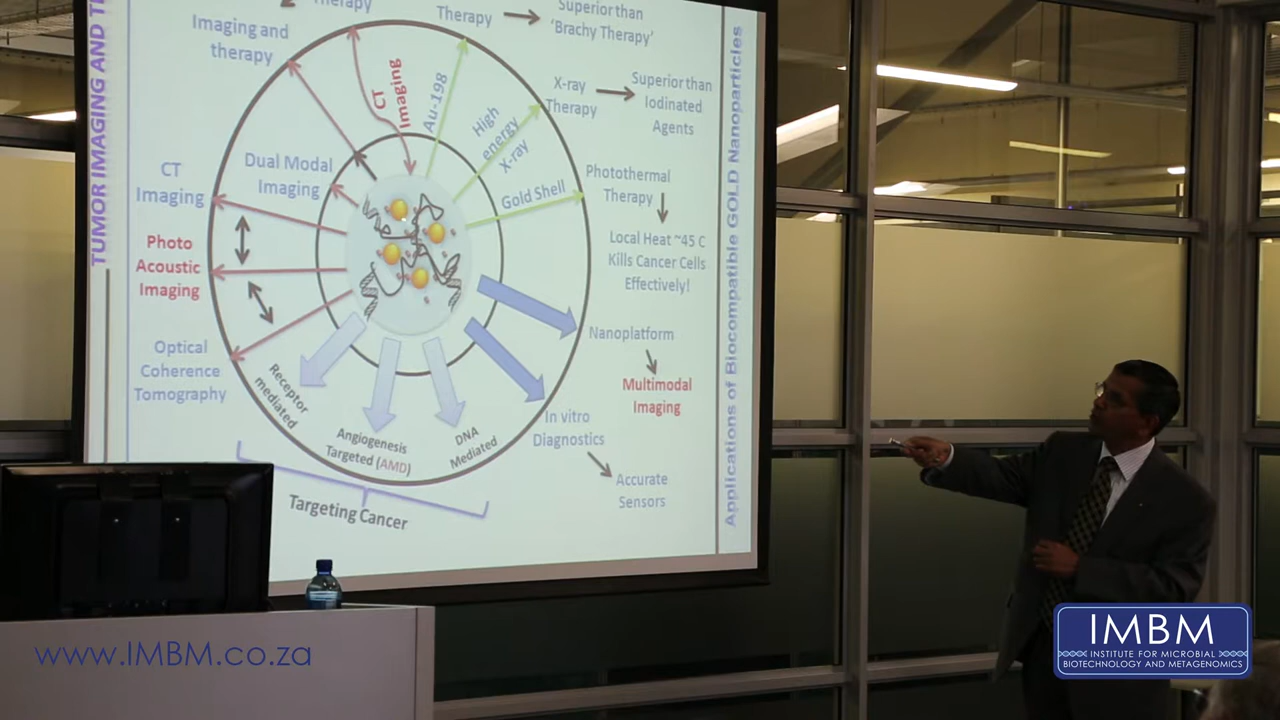 TUMOR IMAGING AND
Therapy
Imaging and
therapy
Therapy
Superior than
'Brachy Therapy'
CT
Imaging
Au-198
High
energy
X-ray
X-ray
Therapy
Superior than
Iodinated
Agents
Dual Modal
Imaging
CT
Imaging
Gold Shell
Photothermal
Therapy
Local Heat ~45 C
Kills Cancer Cells
Effectively!
Photo
Acoustic
Imaging
Nanoplatform
Multimodal
Imaging
Optical
Coherence
Tomography
Receptor
mediated
Angiogenesis
Targeted (AMD)
DNA
Mediated
In vitro
Diagnostics
Accurate
Sensors
Targeting Cancer
Applications of Biocompatible GOLD Nanoparticles
www.IMBM.co.za
IMBM
INSTITUTE FOR MICROBIAL
BIOTECHNOLOGY AND METAGENOMICS